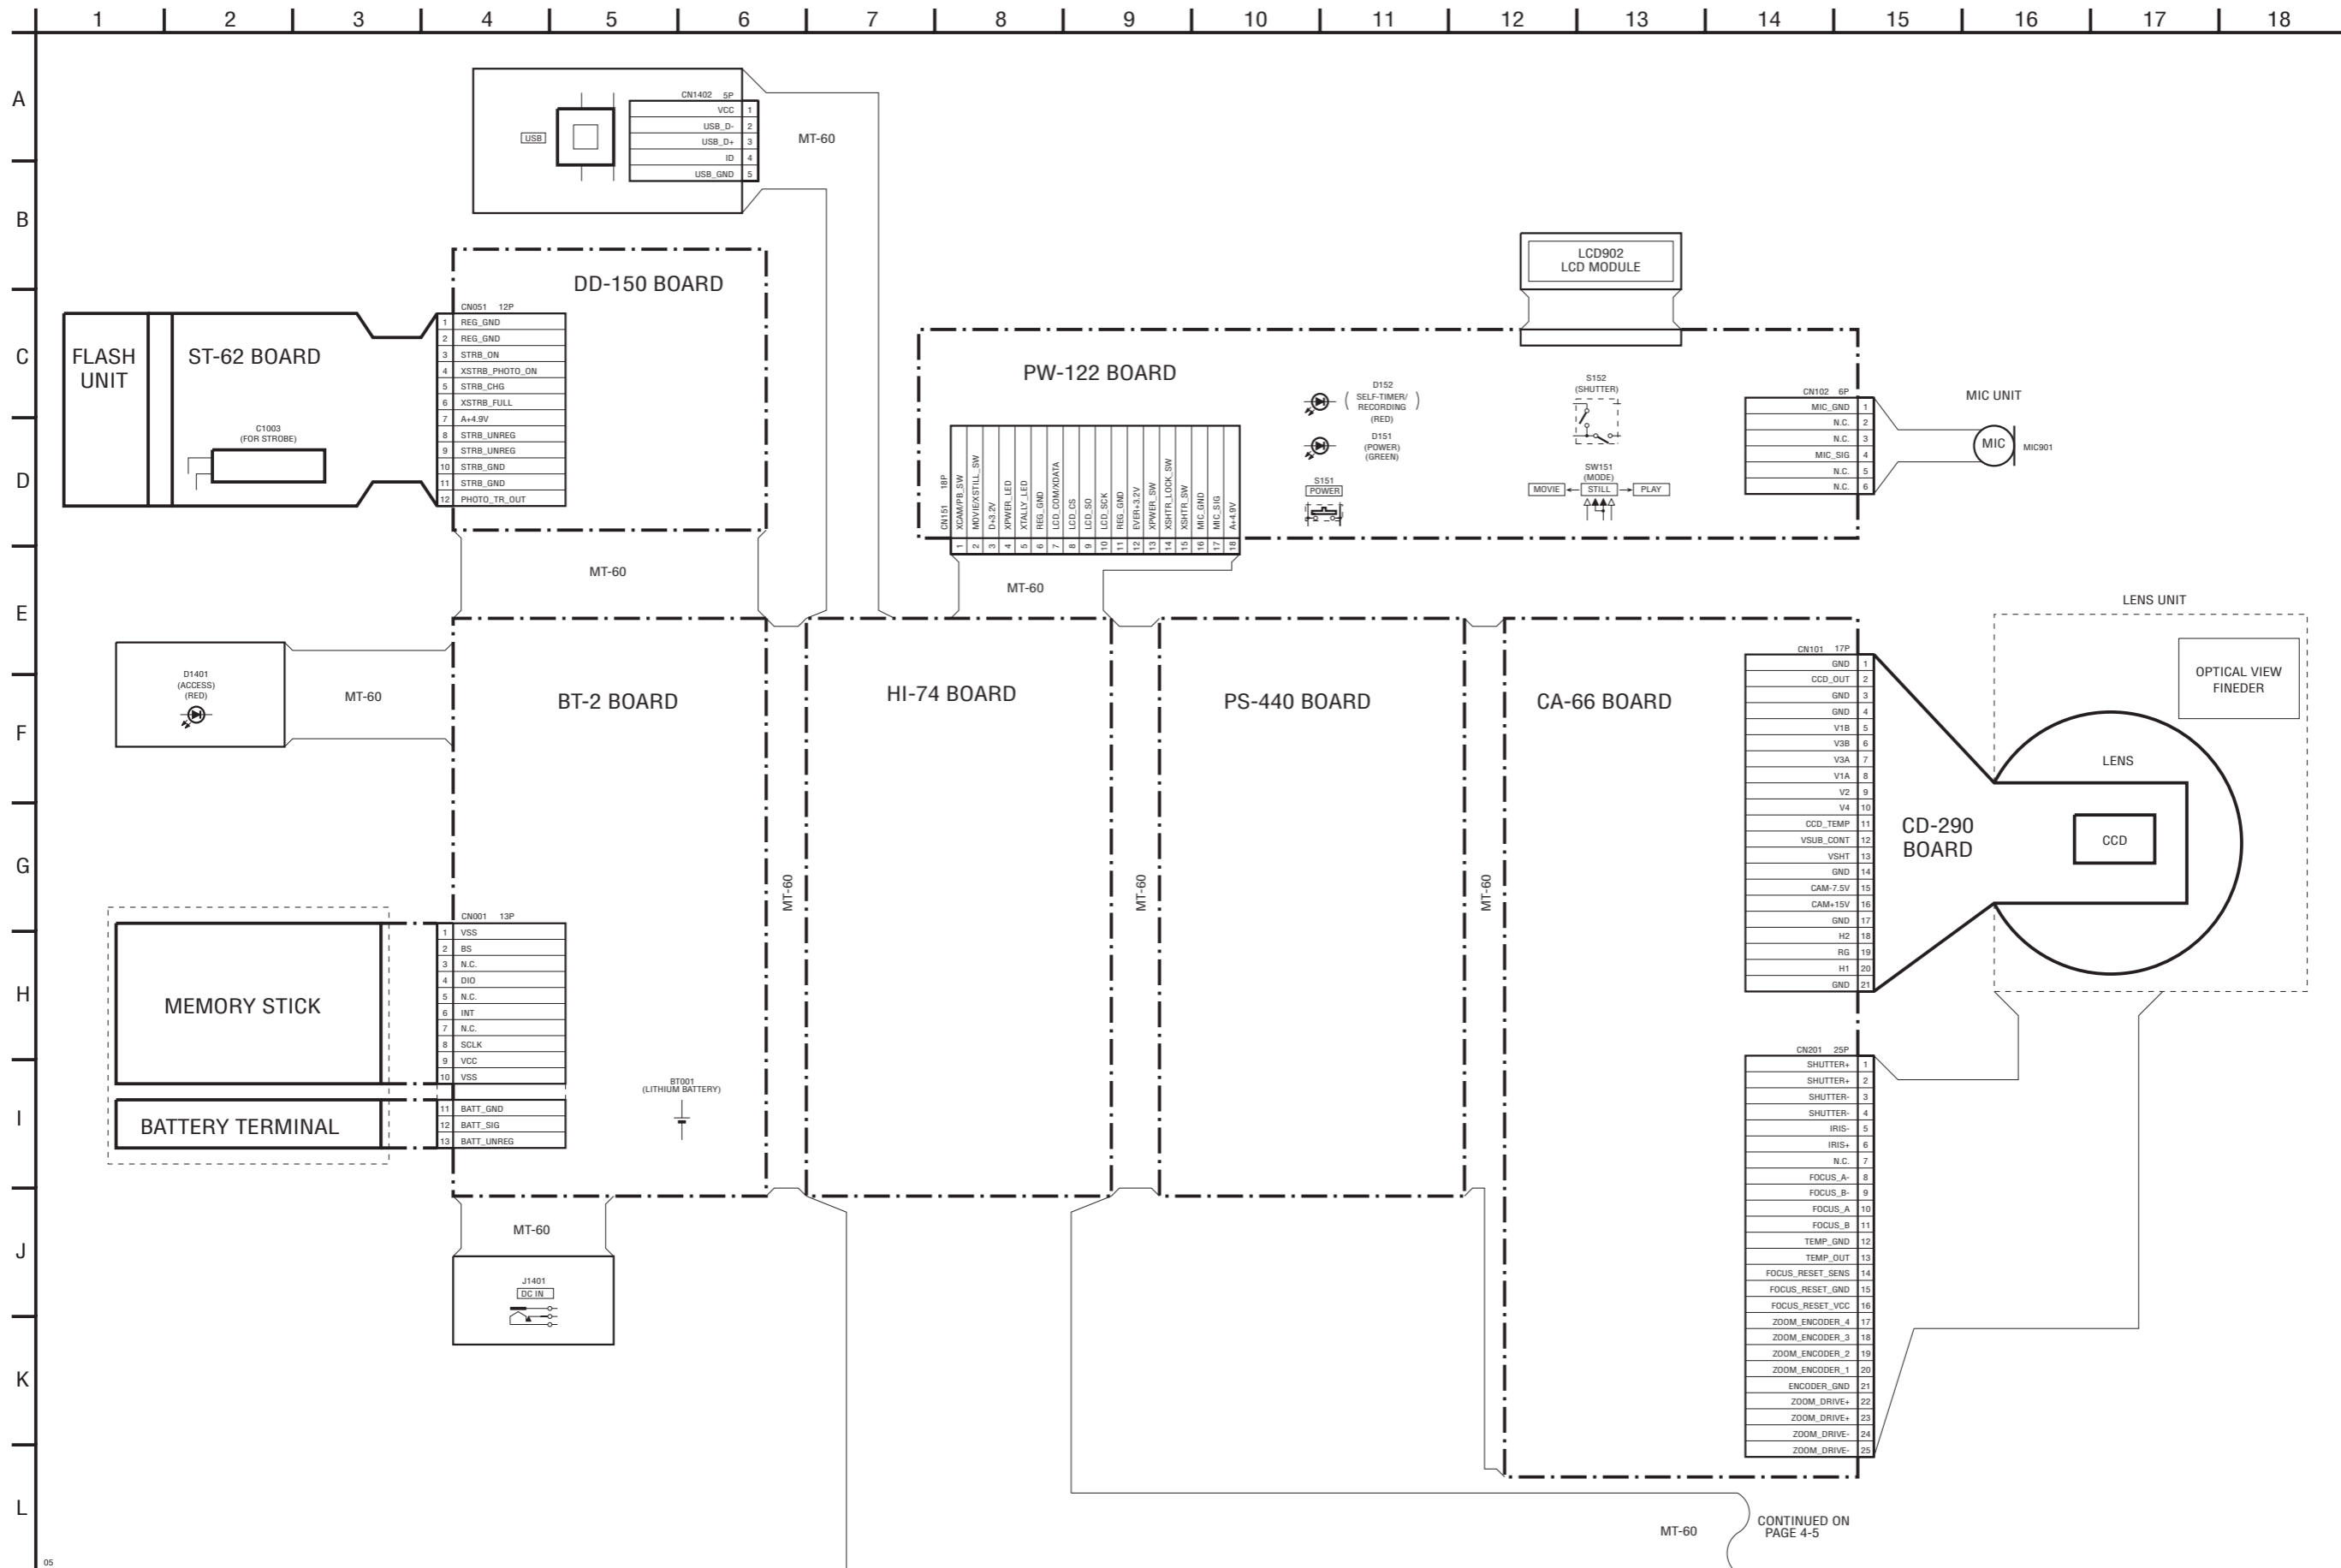 1 2 3 4 5 6 7 8 9 10 11 12 13 14 15 16 17 18
A
B
C
D
E
F
G
H
I
J
K
L
USB
CN1402 5P
VCC 1
USB_D- 2
USB_D+ 3
ID 4
USB_GND 5
MT-60
DD-150 BOARD
CN051 12P
1 REG_GND
2 REG_GND
3 STRB_ON
4 XSTRB_PHOTO_ON
5 STRB_CHG
6 XSTRB_FULL
7 A+4.9V
8 STRB_UNREG
9 STRB_UNREG
10 STRB_GND
11 STRB_GND
12 PHOTO_TR_OUT
FLASH
UNIT
ST-62 BOARD
C1003
(FOR STROBE)
MT-60
LCD902
LCD MODULE
PW-122 BOARD
CN151 18P
1 XCAM/PB_SW
2 MOVIE/XSTILL_SW
3 D+3.2V
4 XPWER_LED
5 XTALLY_LED
6 REG_GND
7 LCD_COM/XDATA
8 LCD_CS
9 LCD_SO
10 LCD_SCK
11 REG_GND
12 EVER+3.2V
13 XPWER_SW
14 XSHTR_LOCK_SW
15 XSHTR_SW
16 MIC_GND
17 MIC_SIG
18 A+4.9V
D152
( SELF-TIMER/ )
RECORDING
(RED)
D151
(POWER)
(GREEN)
S151
POWER
S152
(SHUTTER)
SW151
(MODE)
MOVIE STILL PLAY
CN102 6P
MIC_GND 1
N.C. 2
N.C. 3
MIC_SIG 4
N.C. 5
N.C. 6
MIC UNIT
MIC
MIC901
MT-60
D1401
(ACCESS)
(RED)
MT-60
BT-2 BOARD
MT-60
HI-74 BOARD
MT-60
PS-440 BOARD
MT-60
CA-66 BOARD
CN101 17P
GND 1
CCD_OUT 2
GND 3
GND 4
V1B 5
V3B 6
V3A 7
V1A 8
V2 9
V4 10
CCD_TEMP 11
VSUB_CONT 12
VSHT 13
GND 14
CAM-7.5V 15
CAM+15V 16
GND 17
H2 18
RG 19
H1 20
GND 21
CD-290
BOARD
LENS UNIT
OPTICAL VIEW
FINEDER
LENS
CCD
MEMORY STICK
BATTERY TERMINAL
CN001 13P
1 VSS
2 BS
3 N.C.
4 DIO
5 N.C.
6 INT
7 N.C.
8 SCLK
9 VCC
10 VSS
11 BATT_GND
12 BATT_SIG
13 BATT_UNREG
BT001
(LITHIUM BATTERY)
MT-60
J1401
DC IN
CN201 25P
SHUTTER+ 1
SHUTTER+ 2
SHUTTER- 3
SHUTTER- 4
IRIS- 5
IRIS+ 6
N.C. 7
FOCUS_A- 8
FOCUS_B- 9
FOCUS_A 10
FOCUS_B 11
TEMP_GND 12
TEMP_OUT 13
FOCUS_RESET_SENS 14
FOCUS_RESET_GND 15
FOCUS_RESET_VCC 16
ZOOM_ENCODER_4 17
ZOOM_ENCODER_3 18
ZOOM_ENCODER_2 19
ZOOM_ENCODER_1 20
ENCODER_GND 21
ZOOM_DRIVE+ 22
ZOOM_DRIVE+ 23
ZOOM_DRIVE- 24
ZOOM_DRIVE- 25
MT-60
CONTINUED ON
PAGE 4-5
05